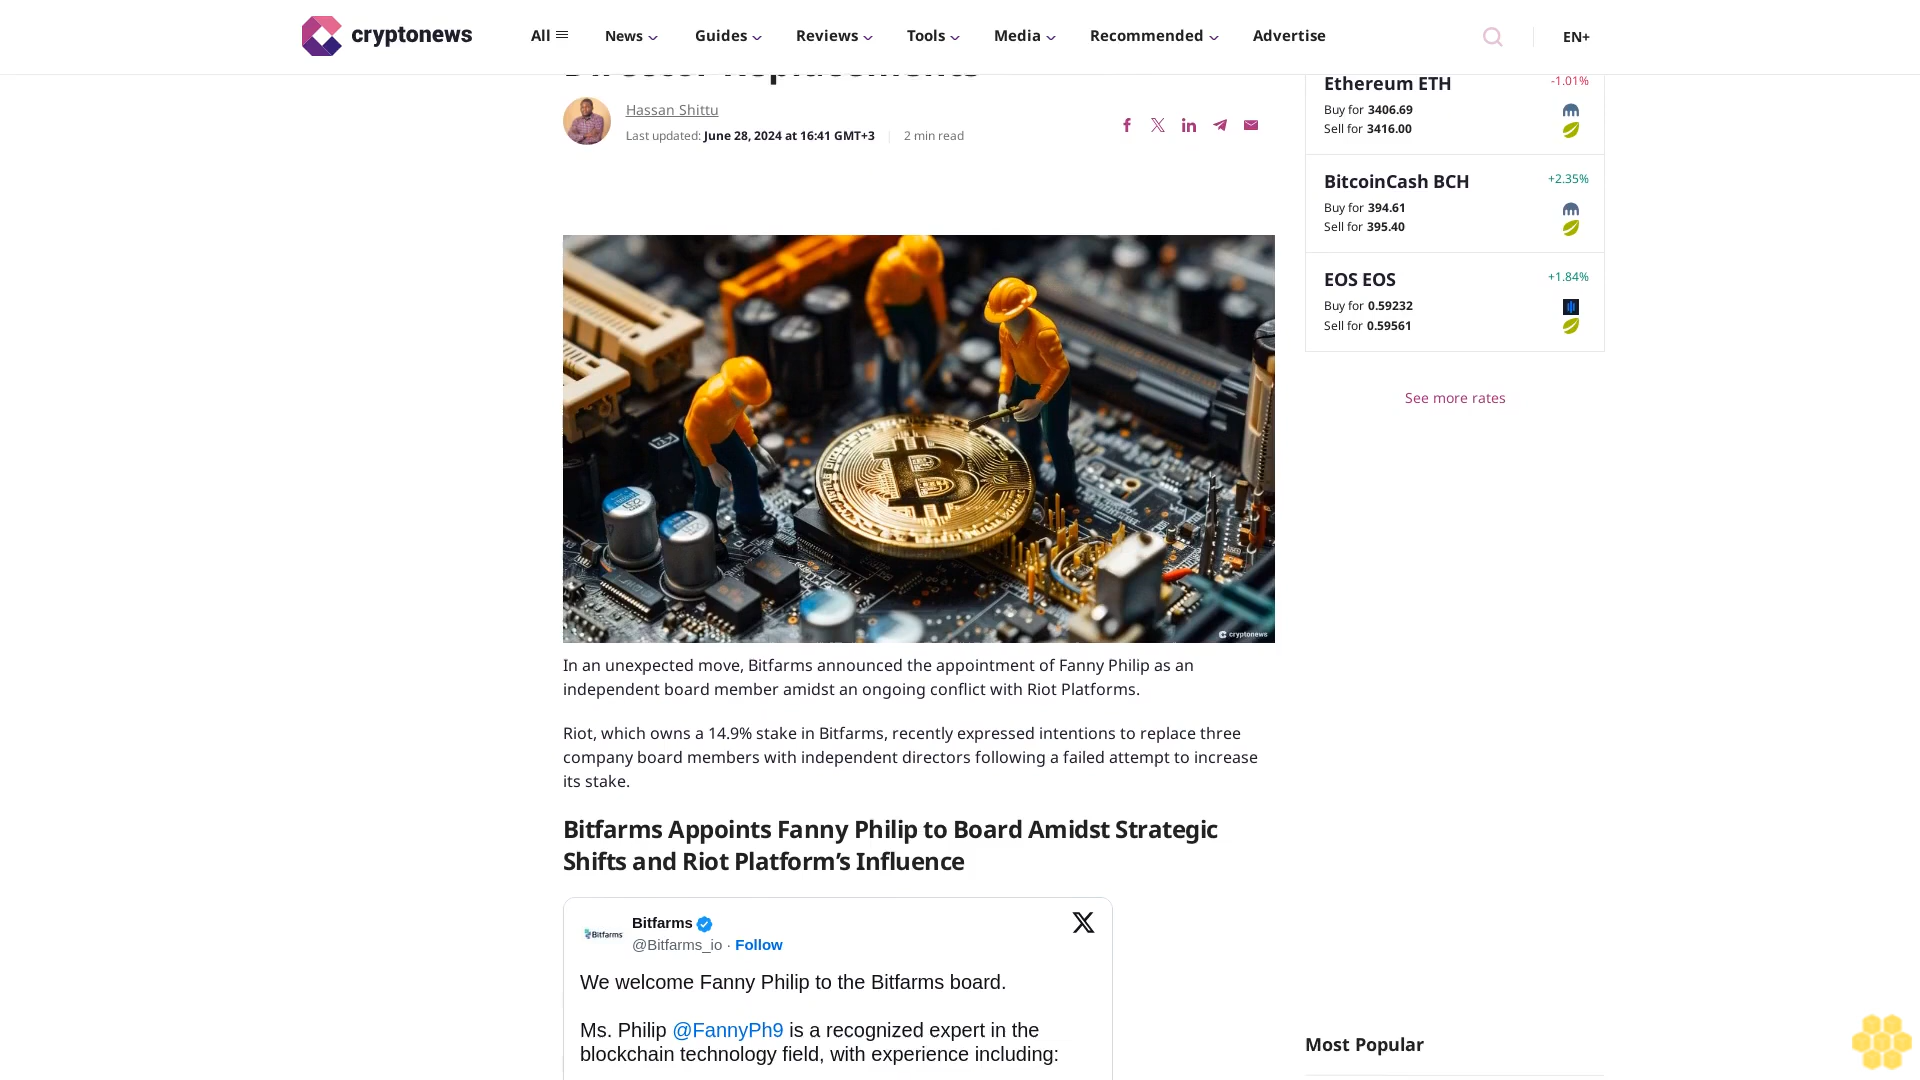 cryptonews
All
News
Guides
Reviews
Tools
Media
Recommended
Advertise
EN+
Director Replacements
Hassan Shittu
Last updated: June 28, 2024 at 16:41 GMT+3
2 min read
cryptonews
In an unexpected move, Bitfarms announced the appointment of Fanny Philip as an
independent board member amidst an ongoing conflict with Riot Platforms.
Riot, which owns a 14.9% stake in Bitfarms, recently expressed intentions to replace three
company board members with independent directors following a failed attempt to increase
its stake.
Bitfarms Appoints Fanny Philip to Board Amidst Strategic
Shifts and Riot Platform’s Influence
Bitfarms
Bitfarms
@Bitfarms_io · Follow
We welcome Fanny Philip to the Bitfarms board.
Ms. Philip @FannyPh9 is a recognized expert in the
blockchain technology field, with experience including:
Ethereum ETH
-1.01%
Buy for 3406.69
Sell for 3416.00
BitcoinCash BCH
+2.35%
Buy for 394.61
Sell for 395.40
EOS EOS
+1.84%
Buy for 0.59232
Sell for 0.59561
See more rates
Most Popular